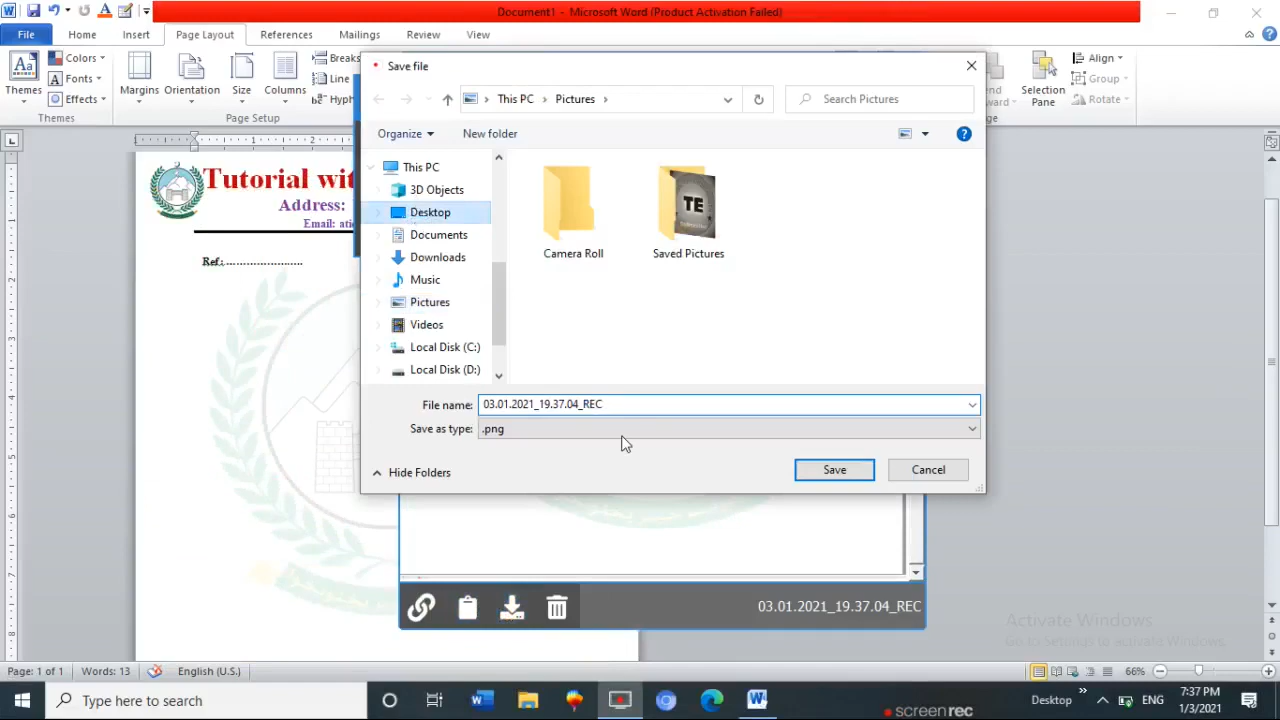 Document1 - Microsoft Word (Product Activation Failed)
File Home Insert Page Layout References Mailings Review View
Colors
Fonts
Effects
Themes
Themes
Margins Orientation Size Columns
Breaks
Line
Hyph
Page Setup
Selection Pane
Align
Group
Rotate
Save file
This PC Pictures
Search Pictures
Organize New folder
This PC
3D Objects
Desktop
Documents
Downloads
Music
Pictures
Videos
Local Disk (C:)
Local Disk (D:)
Camera Roll
TE
Saved Pictures
File name: 03.01.2021_19.37.04_REC
Save as type: .png
Hide Folders
Save Cancel
Tutorial wi
Address:
Email: ati
Ref: ......................
03.01.2021_19.37.04_REC
Activate Windows
Go to Settings to activate Windows.
Page: 1 of 1 Words: 13 English (U.S.) 66%
Type here to search
screenrec
Desktop
ENG
7:37 PM
1/3/2021